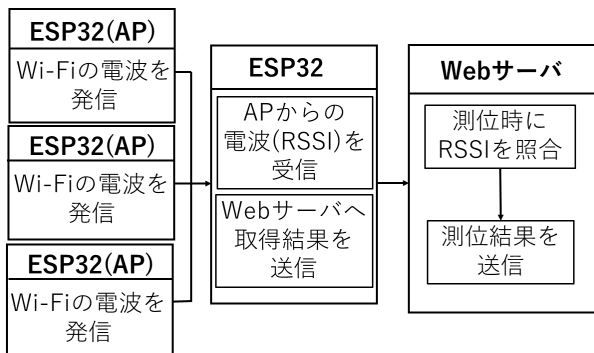 ESP32(AP)
Wi-Fiの電波を
発信
ESP32(AP)
Wi-Fiの電波を
発信
ESP32(AP)
Wi-Fiの電波を
発信
ESP32
APからの
電波(RSSI)を
受信
Webサーバへ
取得結果を
送信
Webサーバ
測位時に
RSSIを照合
測位結果を
送信